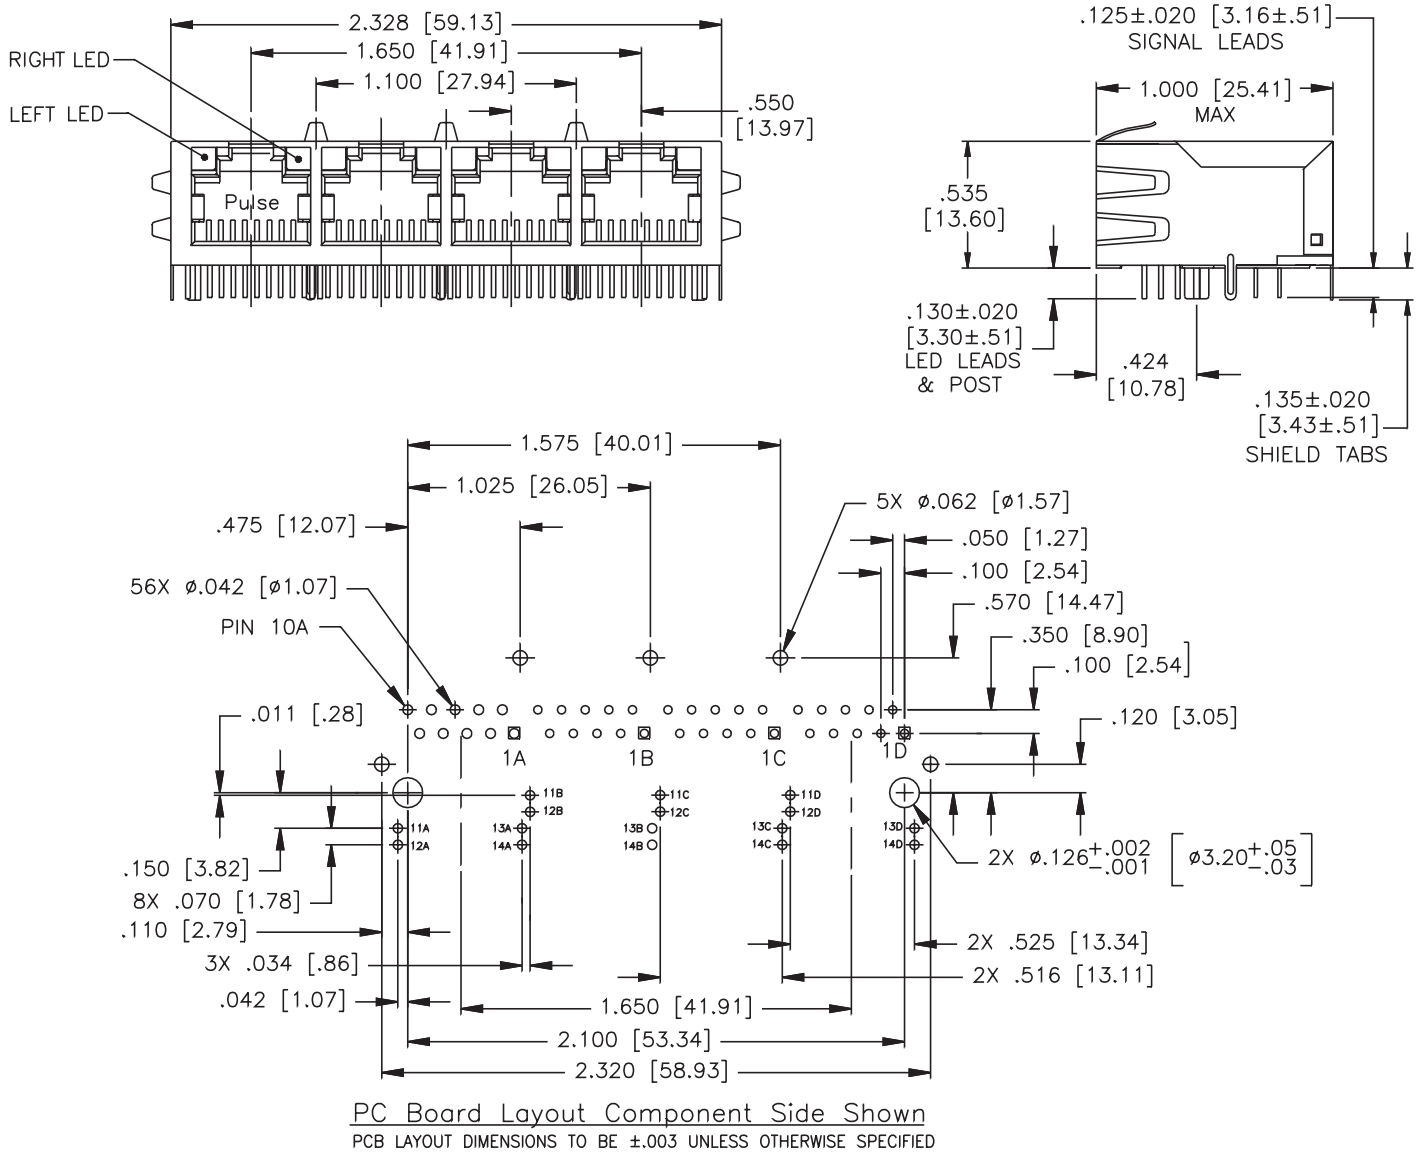 2.328 [59.13]
1.650 [41.91]
1.100 [27.94]
.550
[13.97]
RIGHT LED
LEFT LED
Pulse
.125±.020 [3.16±.51]
SIGNAL LEADS
1.000 [25.41]
MAX
.535
[13.60]
.130±.020
[3.30±.51]
LED LEADS
& POST
.424
[10.78]
.135±.020
[3.43±.51]
SHIELD TABS
1.575 [40.01]
1.025 [26.05]
.475 [12.07]
56X ø.042 [ø1.07]
PIN 10A
5X ø.062 [ø1.57]
.050 [1.27]
.100 [2.54]
.570 [14.47]
.350 [8.90]
.100 [2.54]
.011 [.28]
.120 [3.05]
1A
1B
1C
1D
11B
11C
11D
12B
12C
12D
11A
13A
13B
13C
13D
12A
14A
14B
14C
14D
2X ø.126+.002 -.001 [ø3.20+.05 -.03]
.150 [3.82]
8X .070 [1.78]
.110 [2.79]
3X .034 [.86]
.042 [1.07]
2X .525 [13.34]
2X .516 [13.11]
1.650 [41.91]
2.100 [53.34]
2.320 [58.93]
PC Board Layout Component Side Shown
PCB LAYOUT DIMENSIONS TO BE ±.003 UNLESS OTHERWISE SPECIFIED